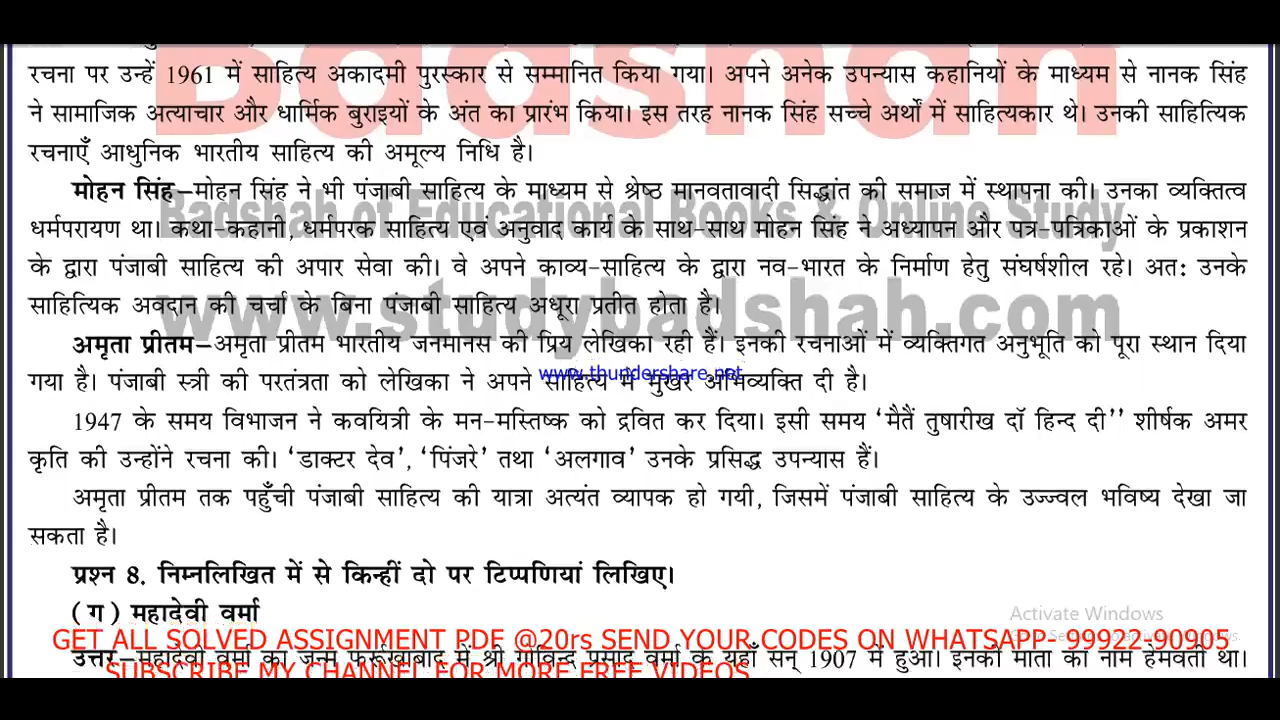 Badshah
रचना पर उन्हें 1961 में साहित्य अकादमी पुरस्कार से सम्मानित किया गया। अपने अनेक उपन्यास कहानियों के माध्यम से नानक सिंह
ने सामाजिक अत्याचार और धार्मिक बुराइयों के अंत का प्रारंभ किया। इस तरह नानक सिंह सच्चे अर्थों में साहित्यकार थे। उनकी साहित्यिक
रचनाएँ आधुनिक भारतीय साहित्य की अमूल्य निधि है।
मोहन सिंह–मोहन सिंह ने भी पंजाबी साहित्य के माध्यम से श्रेष्ठ मानवतावादी सिद्धांत की समाज में स्थापना की। उनका व्यक्तित्व
Badshah of Educational Books & Online Study
धर्मपरायण था। कथा-कहानी, धर्मपरक साहित्य एवं अनुवाद कार्य के साथ-साथ मोहन सिंह ने अध्यापन और पत्र-पत्रिकाओं के प्रकाशन
के द्वारा पंजाबी साहित्य की अपार सेवा की। वे अपने काव्य-साहित्य के द्वारा नव-भारत के निर्माण हेतु संघर्षशील रहे। अतः उनके
साहित्यिक अवदान की चर्चा के बिना पंजाबी साहित्य अधूरा प्रतीत होता है।
www.studybadshah.com
अमृता प्रीतम–अमृता प्रीतम भारतीय जनमानस की प्रिय लेखिका रही हैं। इनकी रचनाओं में व्यक्तिगत अनुभूति को पूरा स्थान दिया
www.thundershare.net
गया है। पंजाबी स्त्री की परतंत्रता को लेखिका ने अपने साहित्य में मुखर अभिव्यक्ति दी है।
1947 के समय विभाजन ने कवयित्री के मन-मस्तिष्क को द्रवित कर दिया। इसी समय ‘मैतैं तुषारीख दॉ हिन्द दी’’ शीर्षक अमर
कृति की उन्होंने रचना की। ‘डाक्टर देव’, ‘पिंजरे’ तथा ‘अलगाव’ उनके प्रसिद्ध उपन्यास हैं।
अमृता प्रीतम तक पहुँची पंजाबी साहित्य की यात्रा अत्यंत व्यापक हो गयी, जिसमें पंजाबी साहित्य के उज्ज्वल भविष्य देखा जा
सकता है।
प्रश्न 8. निम्नलिखित में से किन्हीं दो पर टिप्पणियां लिखिए।
(ग) महादेवी वर्मा
Activate Windows
GET ALL SOLVED ASSIGNMENT PDF @20rs SEND YOUR CODES ON WHATSAPP- 99922-90905
उत्तर–महादेवी वर्मा का जन्म फर्रूखाबाद में श्री गोविन्द प्रसाद वर्मा के यहाँ सन् 1907 में हुआ। इनकी माता का नाम हेमवती था।
SUBSCRIBE MY CHANNEL FOR MORE FREE VIDEOS